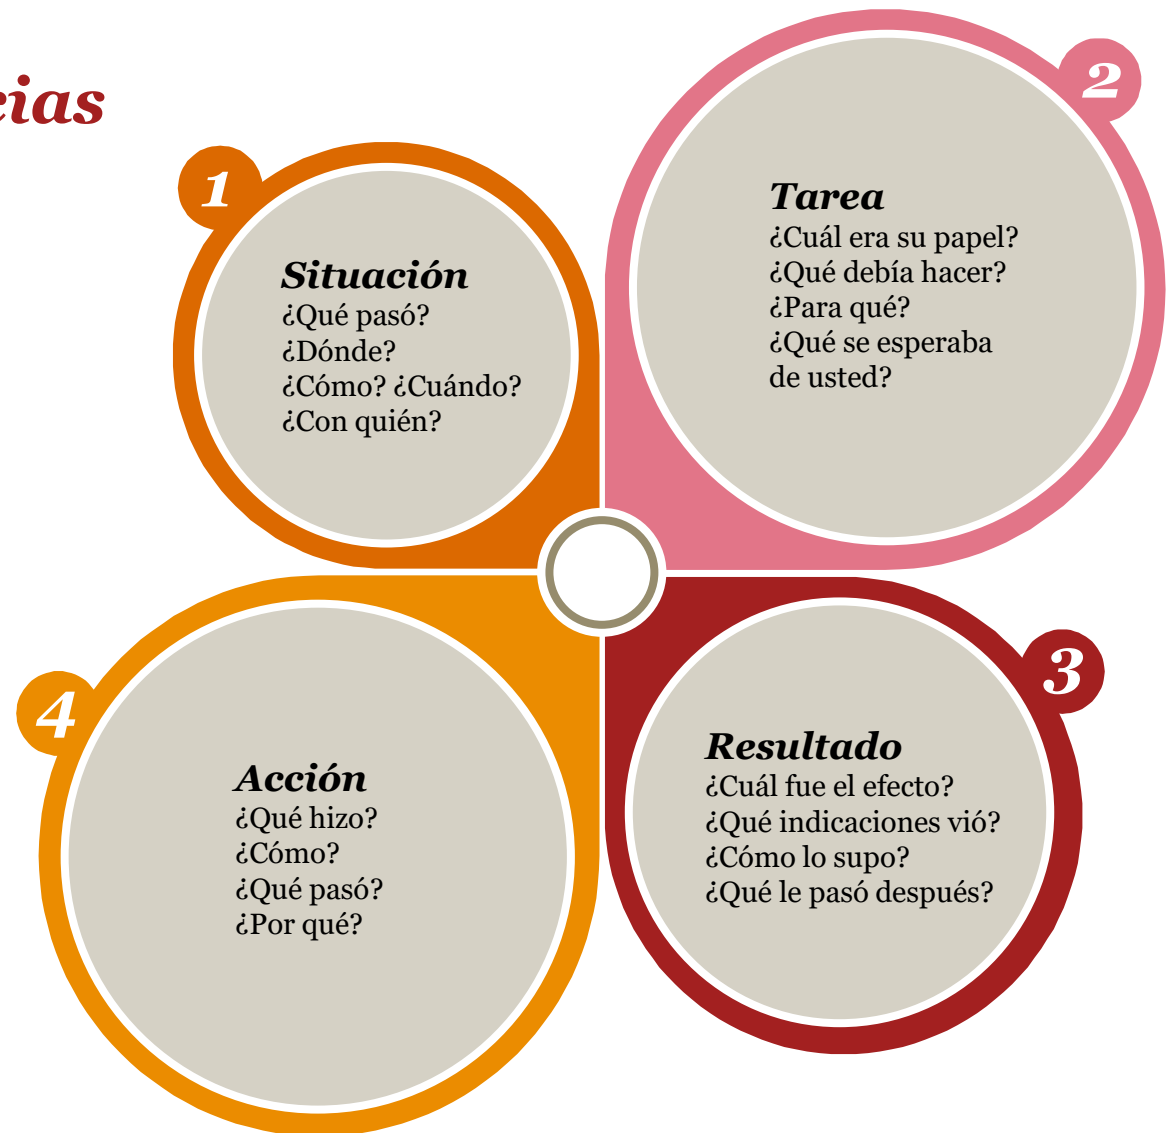 cias
1
Situación
¿Qué pasó?
¿Dónde?
¿Cómo? ¿Cuándo?
¿Con quién?
2
Tarea
¿Cuál era su papel?
¿Qué debía hacer?
¿Para qué?
¿Qué se esperaba
de usted?
3
Resultado
¿Cuál fue el efecto?
¿Qué indicaciones vió?
¿Cómo lo supo?
¿Qué le pasó después?
4
Acción
¿Qué hizo?
¿Cómo?
¿Qué pasó?
¿Por qué?